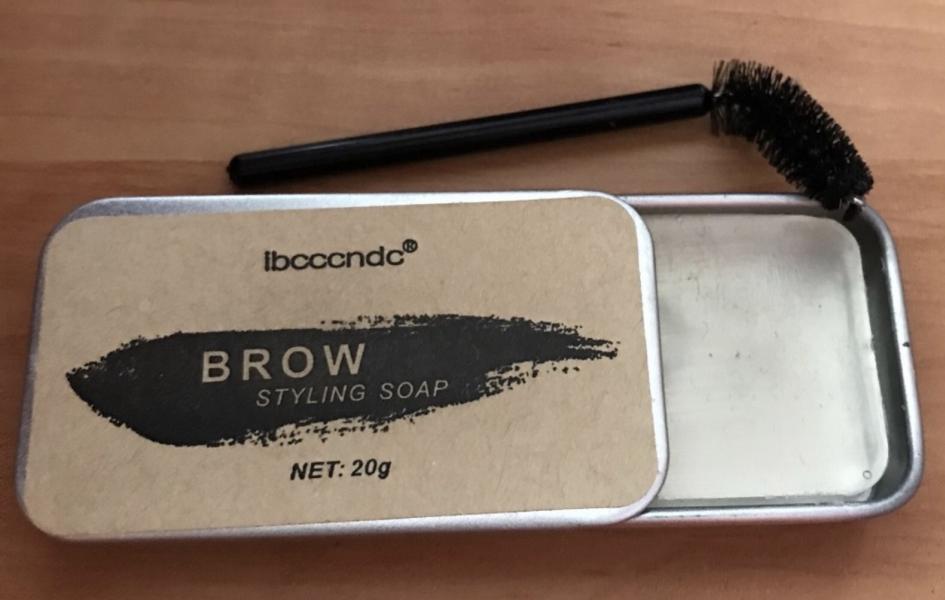 Ibcccndc®
BROW
STYLING SOAP
NET: 20g